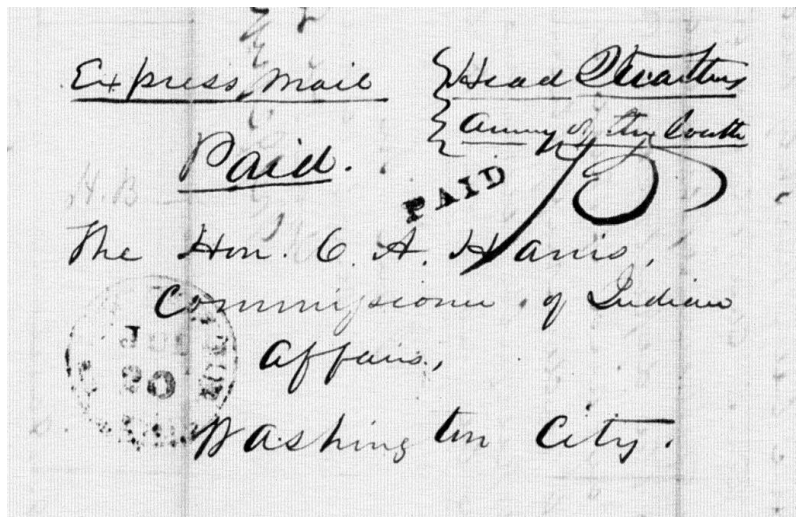 Express Mail
Head Quarters
Army of the South
Paid.
PAID
75
The Hon. C. A. Harris,
Commissioner of Indian
Affairs,
Washington City.
20